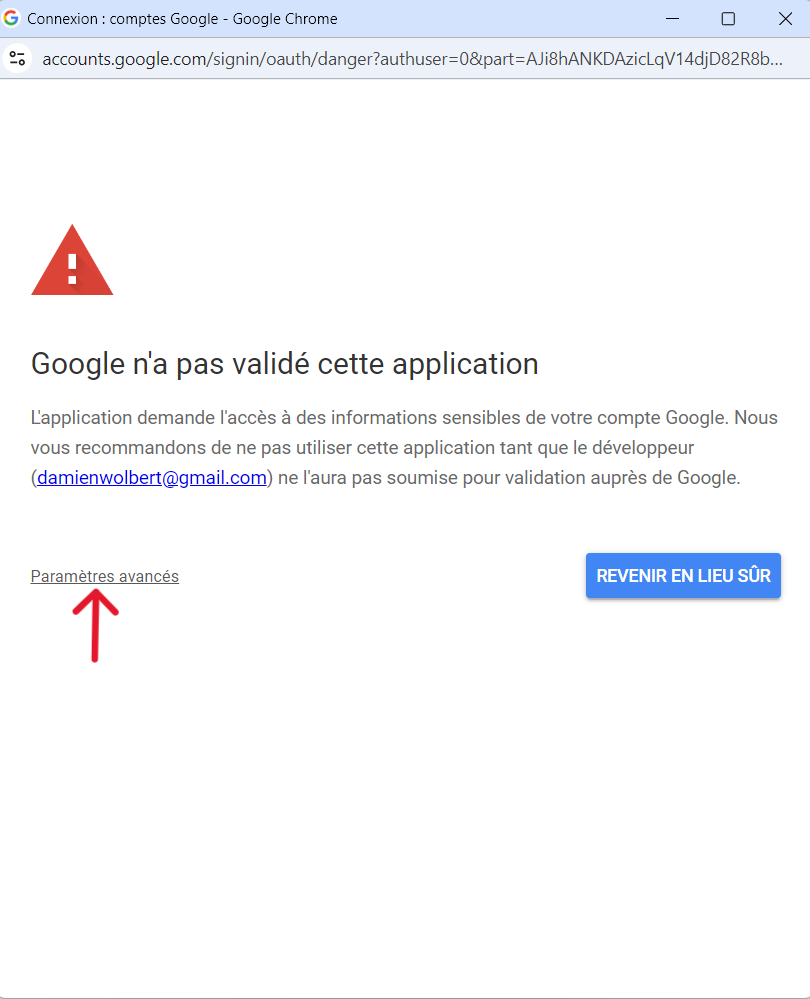 Connexion : comptes Google - Google Chrome
accounts.google.com/signin/oauth/danger?authuser=0&part=AJi8hANKDAzicLqV14djD82R8b...
Google n'a pas validé cette application
L'application demande l'accès à des informations sensibles de votre compte Google. Nous
vous recommandons de ne pas utiliser cette application tant que le développeur
(damienwolbert@gmail.com) ne l'aura pas soumise pour validation auprès de Google.
Paramètres avancés
REVENIR EN LIEU SÛR